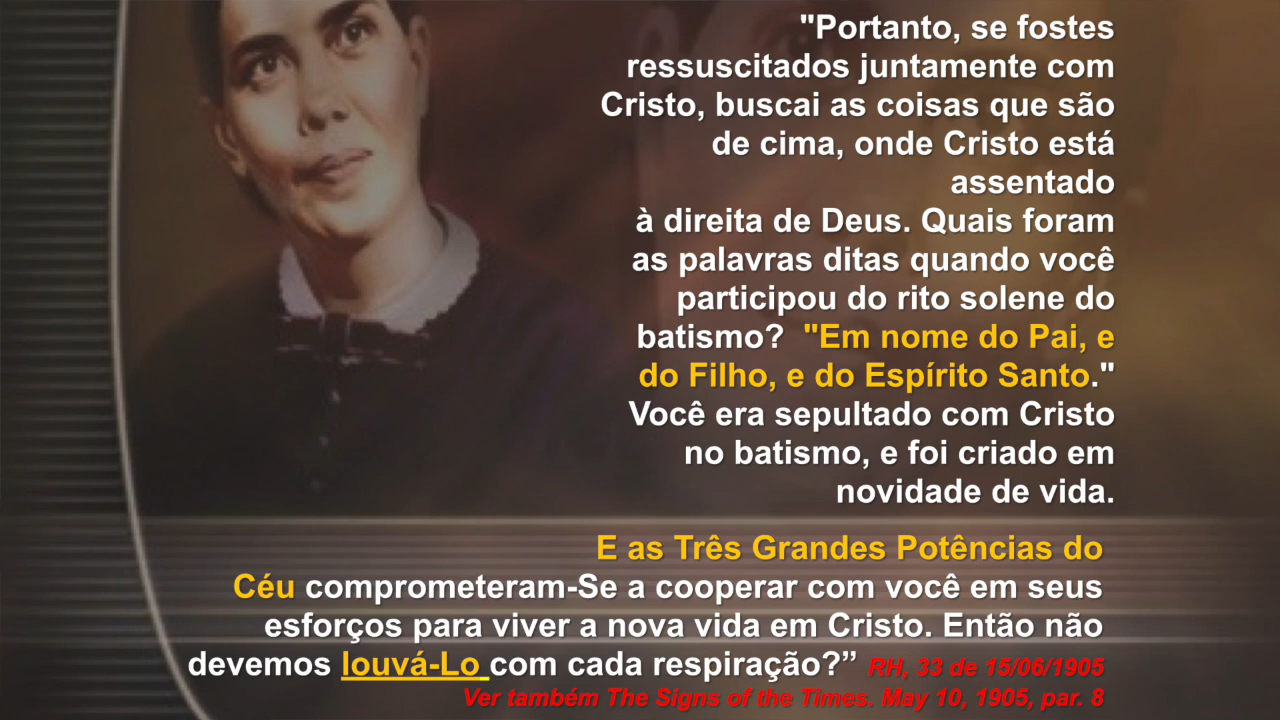 "Portanto, se fostes
ressuscitados juntamente com
Cristo, buscai as coisas que são
de cima, onde Cristo está
assentado
à direita de Deus. Quais foram
as palavras ditas quando você
participou do rito solene do
batismo? "Em nome do Pai, e
do Filho, e do Espírito Santo."
Você era sepultado com Cristo
no batismo, e foi criado em
novidade de vida.
E as Três Grandes Potências do
Céu comprometeram-Se a cooperar com você em seus
esforços para viver a nova vida em Cristo. Então não
devemos louvá-Lo com cada respiração?” RH, 33 de 15/06/1905
Ver também The Signs of the Times. May 10, 1905, par. 8